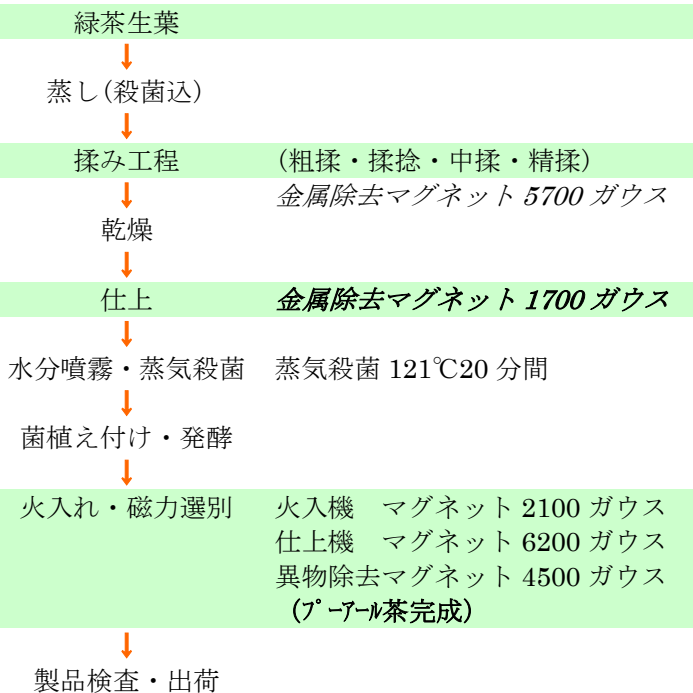 緑茶生葉
↓
蒸し(殺菌込)
↓
揉み工程　(粗揉・揉捻・中揉・精揉)
↓　金属除去マグネット 5700 ガウス
乾燥
↓
仕上　金属除去マグネット 1700 ガウス
↓
水分噴霧・蒸気殺菌　蒸気殺菌 121℃20 分間
↓
菌植え付け・発酵
↓
火入れ・磁力選別　火入機　マグネット 2100 ガウス
仕上機　マグネット 6200 ガウス
異物除去マグネット 4500 ガウス
(ﾌﾟｰｱｰﾙ茶完成)
↓
製品検査・出荷